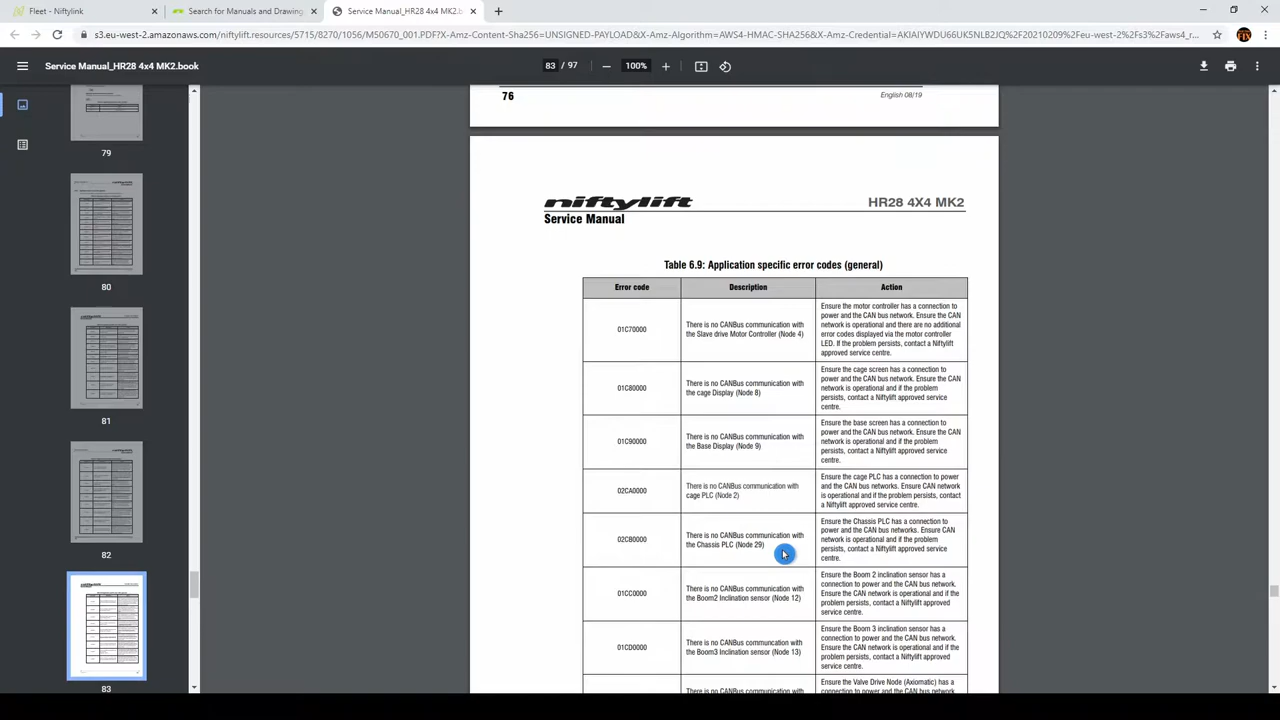 Fleet - Niftylink
Search for Manuals and Drawing
Service Manual_HR28 4x4 MK2.b
s3.eu-west-2.amazonaws.com/niftylift.resources/5715/8270/1056/M50670_001.PDF?X-Amz-Content-Sha256=UNSIGNED-PAYLOAD&X-Amz-Algorithm=AWS4-HMAC-SHA256&X-Amz-Credential=AKIAIYWDU66UK5NLB2JQ%2F20210209%2Feu-west-2%2Fs3%2Faws4_r...
Service Manual_HR28 4x4 MK2.book
83 / 97
100%
79
80
81
82
83
76
English 08/19
niftylift
HR28 4X4 MK2
Service Manual
Table 6.9: Application specific error codes (general)
Error code
Description
Action
01C70000
There is no CANBus communication with
the Slave drive Motor Controller (Node 4)
Ensure the motor controller has a connection to
power and the CAN bus network. Ensure the CAN
network is operational and there are no additional
error codes displayed via the motor controller
LED. If the problem persists, contact a Niftylift
approved service centre.
01C80000
There is no CANBus communication with
the cage Display (Node 8)
Ensure the cage screen has a connection to
power and the CAN bus network. Ensure the CAN
network is operational and if the problem
persists, contact a Niftylift approved service
centre.
01C90000
There is no CANBus communication with
the Base Display (Node 9)
Ensure the base screen has a connection to
power and the CAN bus network. Ensure the CAN
network is operational and if the problem
persists, contact a Niftylift approved service
centre.
02CA0000
There is no CANBus communication with
cage PLC (Node 2)
Ensure the cage PLC has a connection to power
and the CAN bus networks. Ensure CAN network
is operational and if the problem persists, contact
a Niftylift approved service centre.
02CB0000
There is no CANBus communication with
the Chassis PLC (Node 29)
Ensure the Chassis PLC has a connection to
power and the CAN bus networks. Ensure CAN
network is operational and if the problem
persists, contact a Niftylift approved service
centre.
01CC0000
There is no CANBus communication with
the Boom2 Inclination sensor (Node 12)
Ensure the Boom 2 inclination sensor has a
connection to power and the CAN bus network.
Ensure the CAN network is operational and if the
problem persists, contact a Niftylift approved
service centre.
01CD0000
There is no CANBus communcation with
the Boom3 Inclination sensor (Node 13)
Ensure the Boom 3 inclination sensor has a
connection to power and the CAN bus network.
Ensure the CAN network is operational and if the
problem persists, contact a Niftylift approved
service centre.
There is no CANBus communication with
Ensure the Valve Drive Node (Axiomatic) has a
connection to power and the CAN bus network